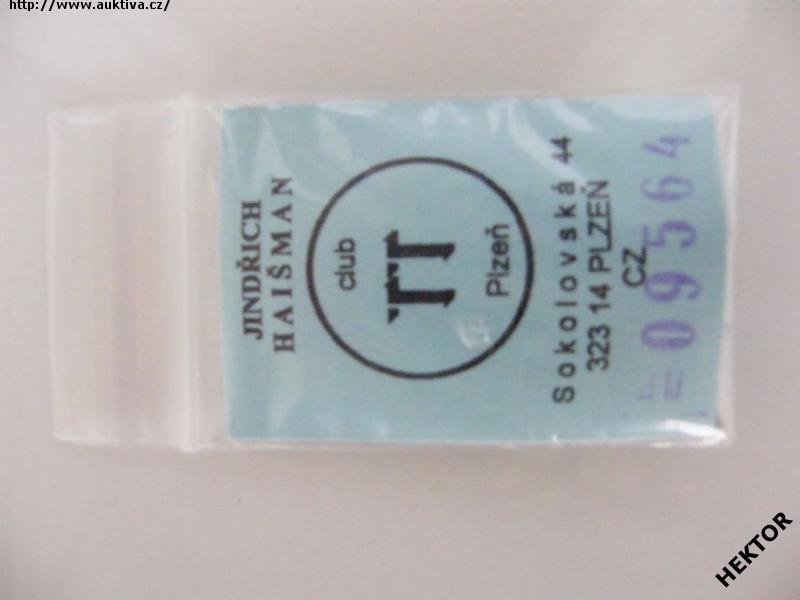 http://www.auktiva.cz/
JINDŘICH
HAIŠMAN
club
TT
Plzeň
Sokolovská 44
323 14 PLZEŇ
CZ
09564
HEKTOR